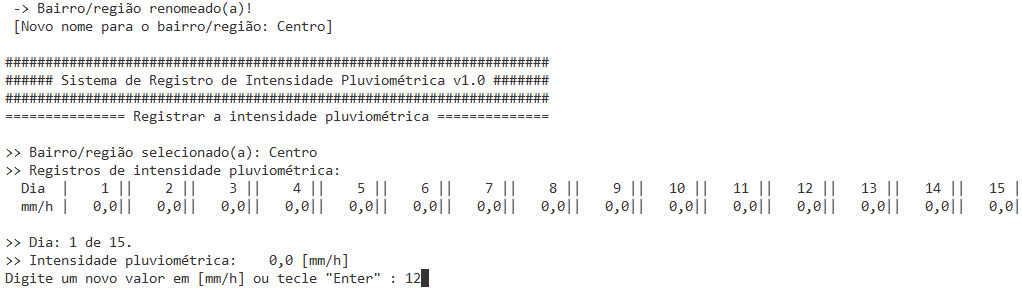 -> Bairro/região renomeado(a)!
[Novo nome para o bairro/região: Centro]
####################################################################
###### Sistema de Registro de Intensidade Pluviométrica v1.0 #######
####################################################################
=============== Registrar a intensidade pluviométrica ==============
>> Bairro/região selecionado(a): Centro
>> Registros de intensidade pluviométrica:
Dia | 1 || 2 || 3 || 4 || 5 || 6 || 7 || 8 || 9 || 10 || 11 || 12 || 13 || 14 || 15 |
mm/h | 0,0|| 0,0|| 0,0|| 0,0|| 0,0|| 0,0|| 0,0|| 0,0|| 0,0|| 0,0|| 0,0|| 0,0|| 0,0|| 0,0|| 0,0|
>> Dia: 1 de 15.
>> Intensidade pluviométrica: 0,0 [mm/h]
Digite um novo valor em [mm/h] ou tecle "Enter" : 12